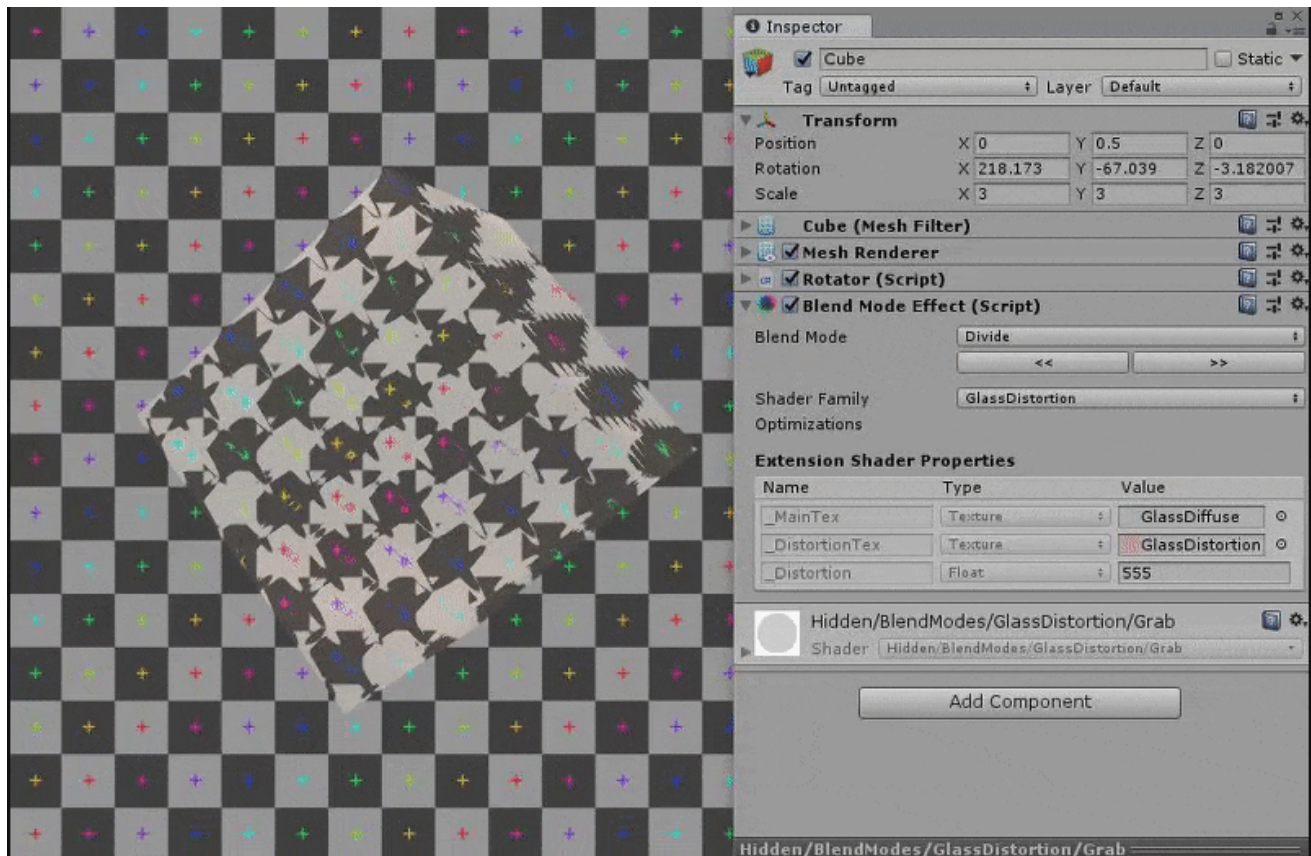 Inspector
Cube Static
Tag Untagged Layer Default
Transform
Position X 0 Y 0.5 Z 0
Rotation X 218.173 Y -67.039 Z -3.182007
Scale X 3 Y 3 Z 3
Cube (Mesh Filter)
Mesh Renderer
Rotator (Script)
Blend Mode Effect (Script)
Blend Mode Divide
<< >>
Shader Family GlassDistortion
Optimizations
Extension Shader Properties
Name Type Value
_MainTex Texture GlassDiffuse
_DistortionTex Texture GlassDistortion
_Distortion Float 555
Hidden/BlendModes/GlassDistortion/Grab
Shader Hidden/BlendModes/GlassDistortion/Grab
Add Component
Hidden/BlendModes/GlassDistortion/Grab